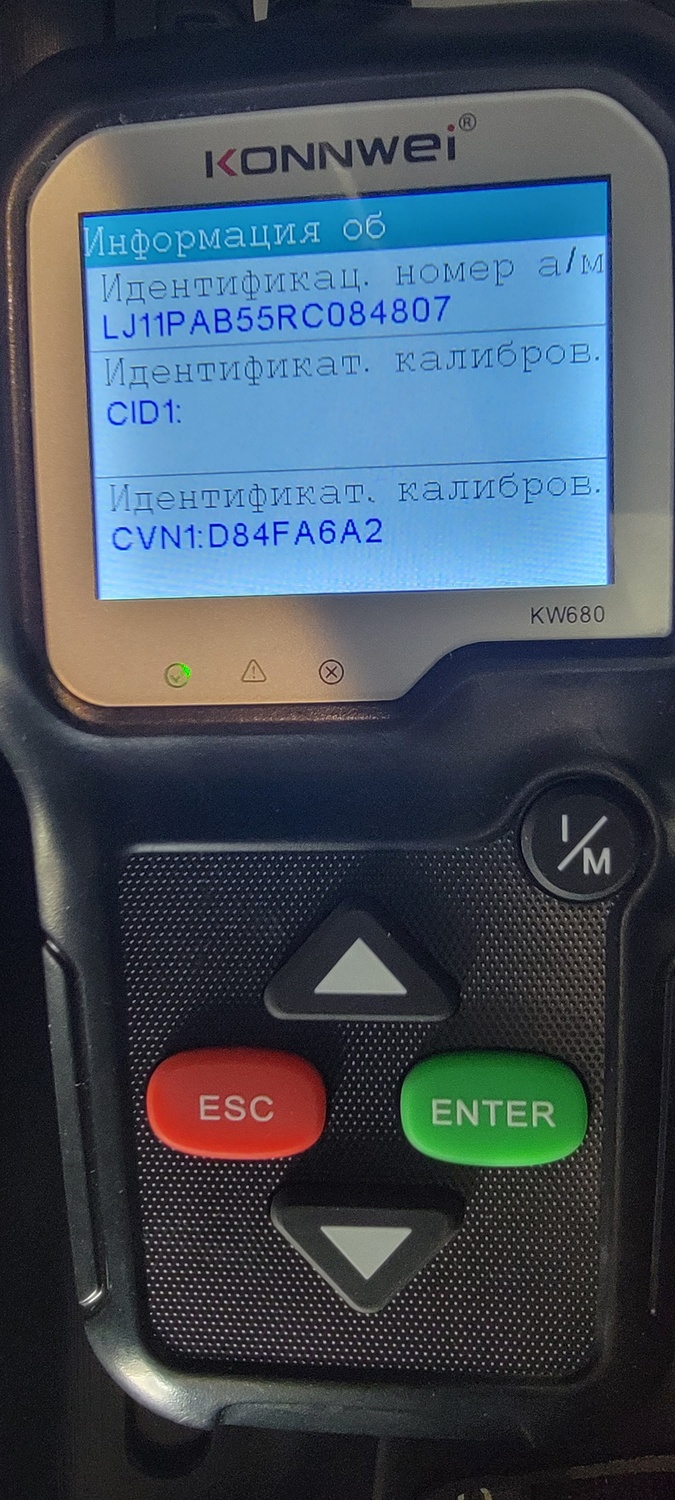 KONNWEI®
Информация об
Идентификац. номер а/м
LJ11PAB55RC084807
Идентификат. калибров.
CID1:
Идентификат. калибров.
CVN1:D84FA6A2
KW680
I/M
ESC
ENTER